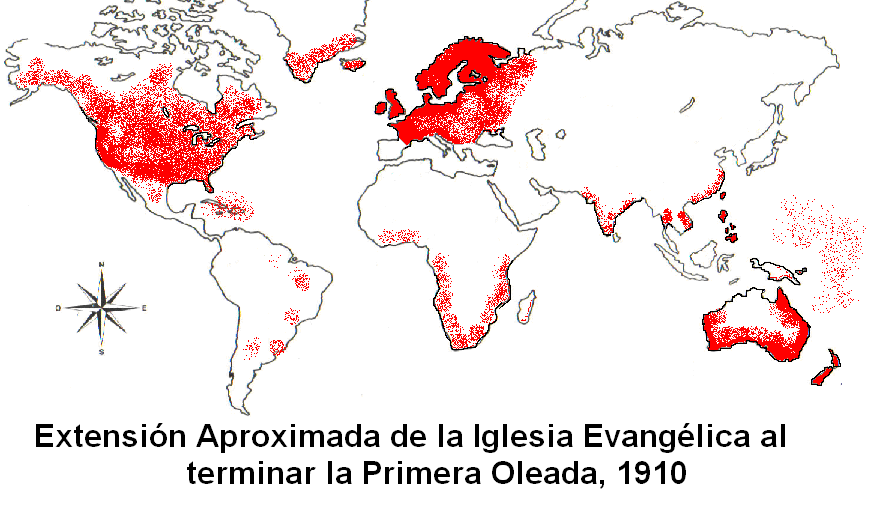 N
O E
S
Extensión Aproximada de la Iglesia Evangélica al
terminar la Primera Oleada, 1910